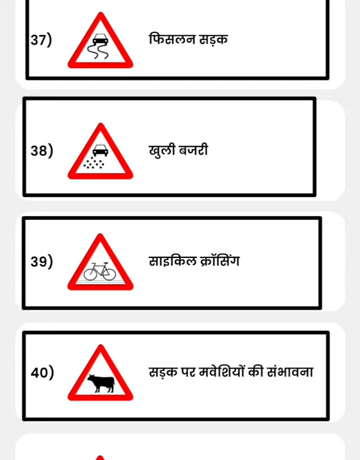 37) फिसलन सड़क
38) खुली बजरी
39) साइकिल क्रॉसिंग
40) सड़क पर मवेशियों की संभावना